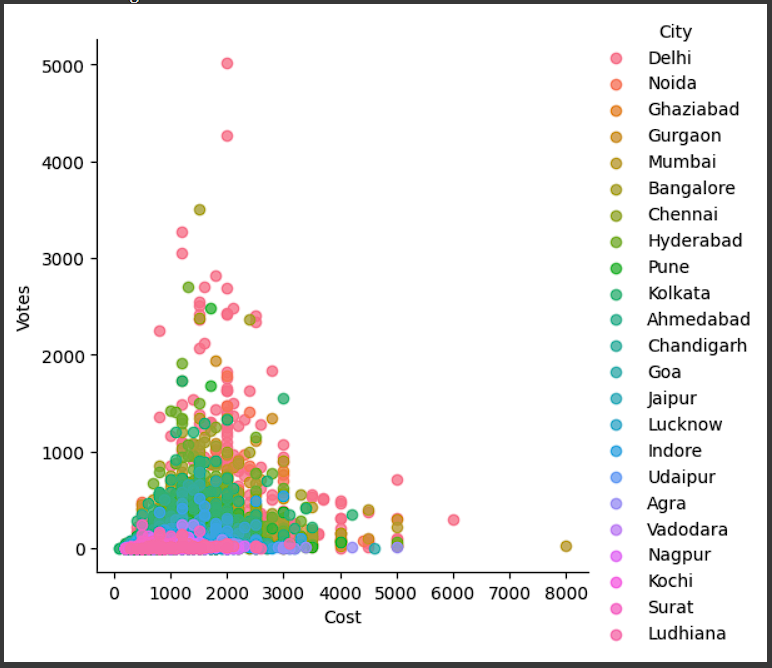 City
Delhi
Noida
Ghaziabad
Gurgaon
Mumbai
Bangalore
Chennai
Hyderabad
Pune
Kolkata
Ahmedabad
Chandigarh
Goa
Jaipur
Lucknow
Indore
Udaipur
Agra
Vadodara
Nagpur
Kochi
Surat
Ludhiana
Votes
5000
4000
3000
2000
1000
0
0 1000 2000 3000 4000 5000 6000 7000 8000
Cost